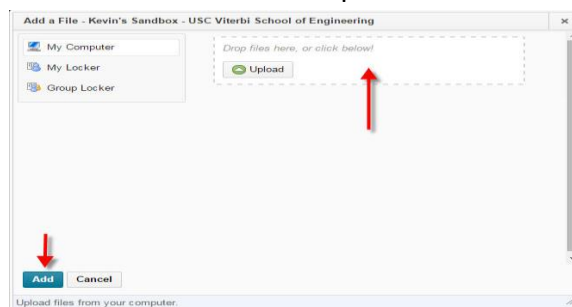 Add a File - Kevin's Sandbox - USC Viterbi School of Engineering
My Computer
My Locker
Group Locker
Drop files here, or click below!
Upload
Add Cancel
Upload files from your computer.